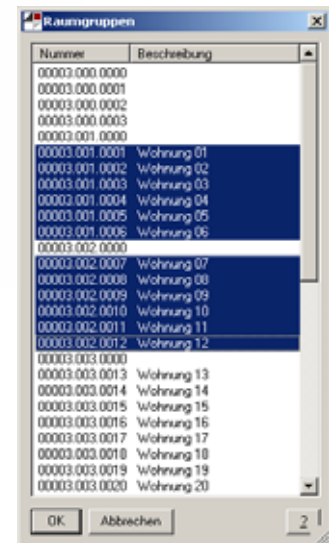 Raumgruppen
Nummer Beschreibung
00003.000.0000
00003.000.0001
00003.000.0002
00003.000.0003
00003.001.0000
00003.001.0001 Wohnung 01
00003.001.0002 Wohnung 02
00003.001.0003 Wohnung 03
00003.001.0004 Wohnung 04
00003.001.0005 Wohnung 05
00003.001.0006 Wohnung 06
00003.002.0000
00003.002.0007 Wohnung 07
00003.002.0008 Wohnung 08
00003.002.0009 Wohnung 09
00003.002.0010 Wohnung 10
00003.002.0011 Wohnung 11
00003.002.0012 Wohnung 12
00003.003.0000
00003.003.0013 Wohnung 13
00003.003.0014 Wohnung 14
00003.003.0015 Wohnung 15
00003.003.0016 Wohnung 16
00003.003.0017 Wohnung 17
00003.003.0018 Wohnung 18
00003.003.0019 Wohnung 19
00003.003.0020 Wohnung 20
OK Abbrechen ?